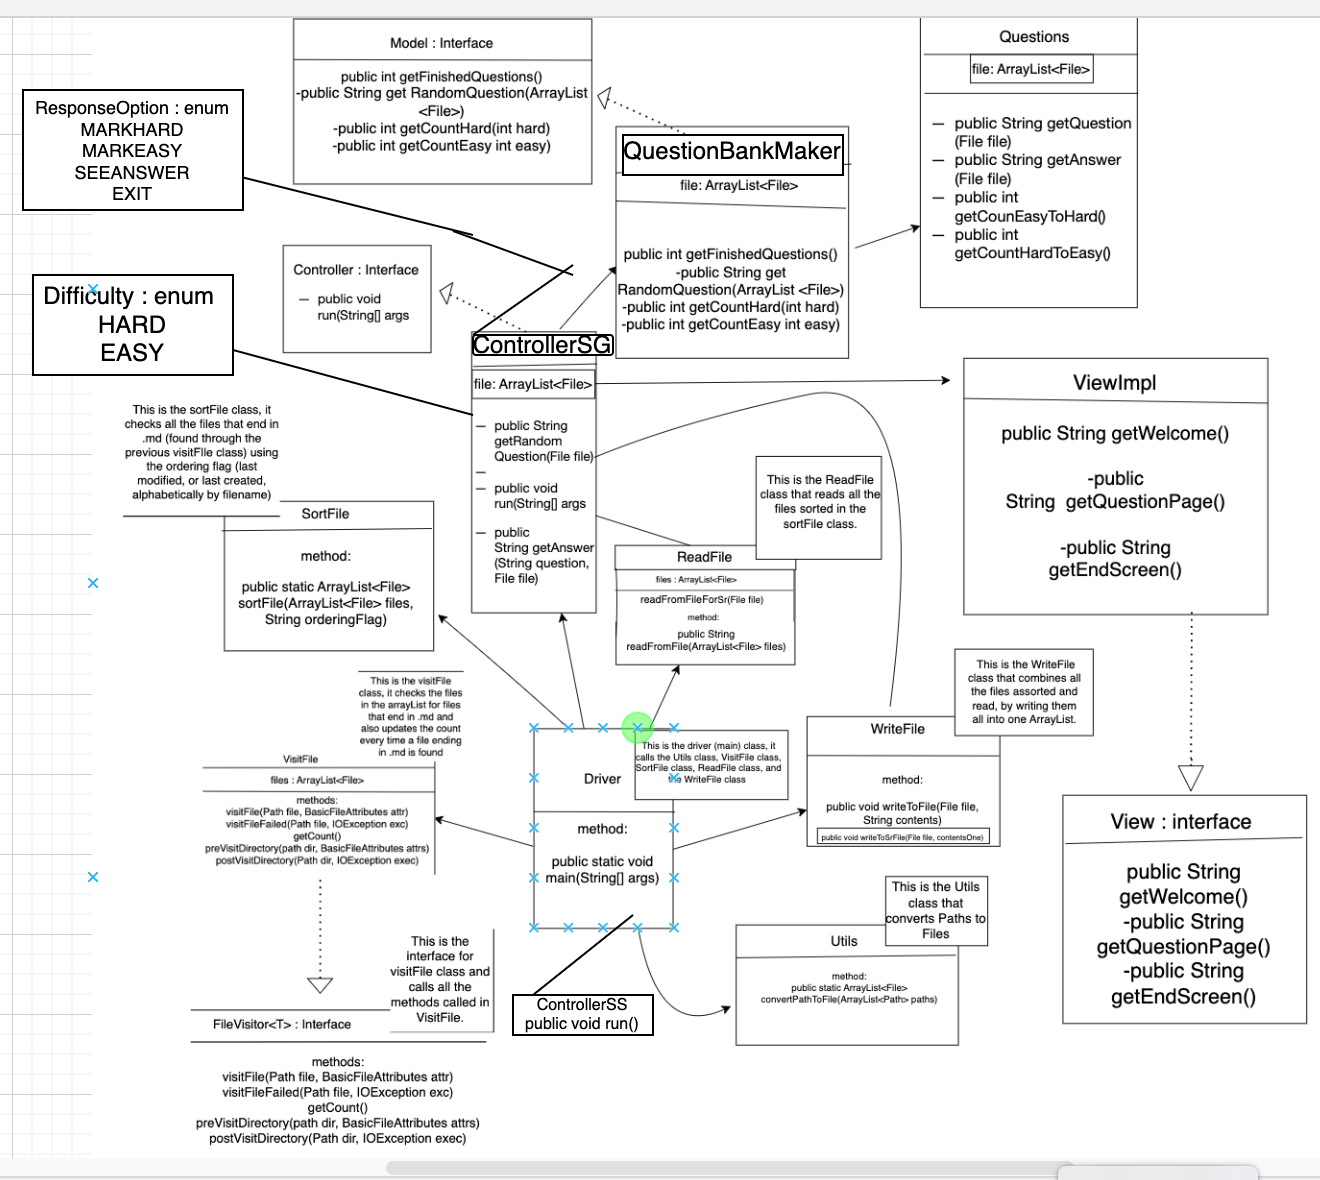 Model : Interface
public int getFinishedQuestions()
-public String get RandomQuestion(ArrayList
<File>)
-public int getCountHard(int hard)
-public int getCountEasy int easy)
Questions
file: ArrayList<File>
— public String getQuestion
(File file)
— public String getAnswer
(File file)
— public int
getCounEasyToHard()
— public int
getCountHardToEasy()
ResponseOption : enum
MARKHARD
MARKEASY
SEEANSWER
EXIT
QuestionBankMaker
file: ArrayList<File>
public int getFinishedQuestions()
-public String get
RandomQuestion(ArrayList <File>)
-public int getCountHard(int hard)
-public int getCountEasy int easy)
Controller : Interface
— public void
run(String[] args
Difficulty : enum
HARD
EASY
ControllerSG
file: ArrayList<File>
— public String
getRandom
Question(File file)
—
— public void
run(String[] args
— public
String getAnswer
(String question,
File file)
ViewImpl
public String getWelcome()
-public
String getQuestionPage()
-public String
getEndScreen()
This is the sortFile class, it
checks all the files that end in
.md (found through the
previous visitFIle class) using
the ordering flag (last
modified, or last created,
alphabetically by filename)
SortFile
method:
public static ArrayList<File>
sortFile(ArrayList<File> files,
String orderingFlag)
This is the ReadFile
class that reads all the
files sorted in the
sortFile class.
ReadFile
files : ArrayList<File>
readFromFileForSr(File file)
method:
public String
readFromFile(ArrayList<File> files)
This is the visitFile
class, it checks the files
in the arrayList for files
that end in .md and
also updates the count
every time a file ending
in .md is found
VisitFile
files : ArrayList<File>
methods:
visitFile(Path file, BasicFileAttributes attr)
visitFileFailed(Path file, IOException exc)
getCount()
preVisitDirectory(path dir, BasicFileAttributes attrs)
postVisitDirectory(Path dir, IOException exec)
This is the driver (main) class, it
calls the Utils class, VisitFile class,
SortFile class, ReadFile class, and
the WriteFile class
Driver
method:
public static void
main(String[] args)
This is the WriteFile
class that combines all
the files assorted and
read, by writing them
all into one ArrayList.
WriteFile
method:
public void writeToFile(File file,
String contents)
public void writeToSrFile(File file, contentsOne)
View : interface
public String
getWelcome()
-public String
getQuestionPage()
-public String
getEndScreen()
This is the Utils
class that
converts Paths to
Files
Utils
method:
public static ArrayList<File>
convertPathToFile(ArrayList<Path> paths)
ControllerSS
public void run()
This is the
interface for
visitFile class and
calls all the
methods called in
VisitFile.
FileVisitor<T> : Interface
methods:
visitFile(Path file, BasicFileAttributes attr)
visitFileFailed(Path file, IOException exc)
getCount()
preVisitDirectory(path dir, BasicFileAttributes attrs)
postVisitDirectory(Path dir, IOException exec)